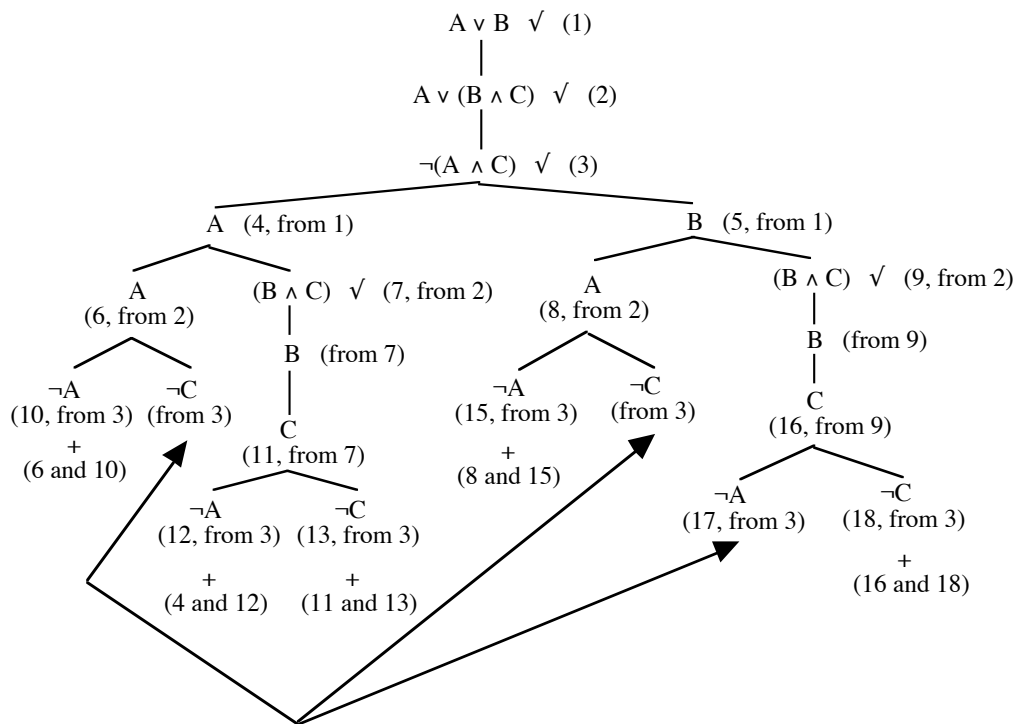 A ∨ B √ (1)
A ∨ (B ∧ C) √ (2)
¬(A ∧ C) √ (3)
A (4, from 1)
B (5, from 1)
A
(6, from 2)
(B ∧ C) √ (7, from 2)
A
(8, from 2)
(B ∧ C) √ (9, from 2)
B (from 7)
B (from 9)
¬A
(10, from 3)
+
(6 and 10)
¬C
(from 3)
C
(11, from 7)
¬A
(15, from 3)
+
(8 and 15)
¬C
(from 3)
C
(16, from 9)
¬A
(12, from 3)
+
(4 and 12)
¬C
(13, from 3)
+
(11 and 13)
¬A
(17, from 3)
¬C
(18, from 3)
+
(16 and 18)